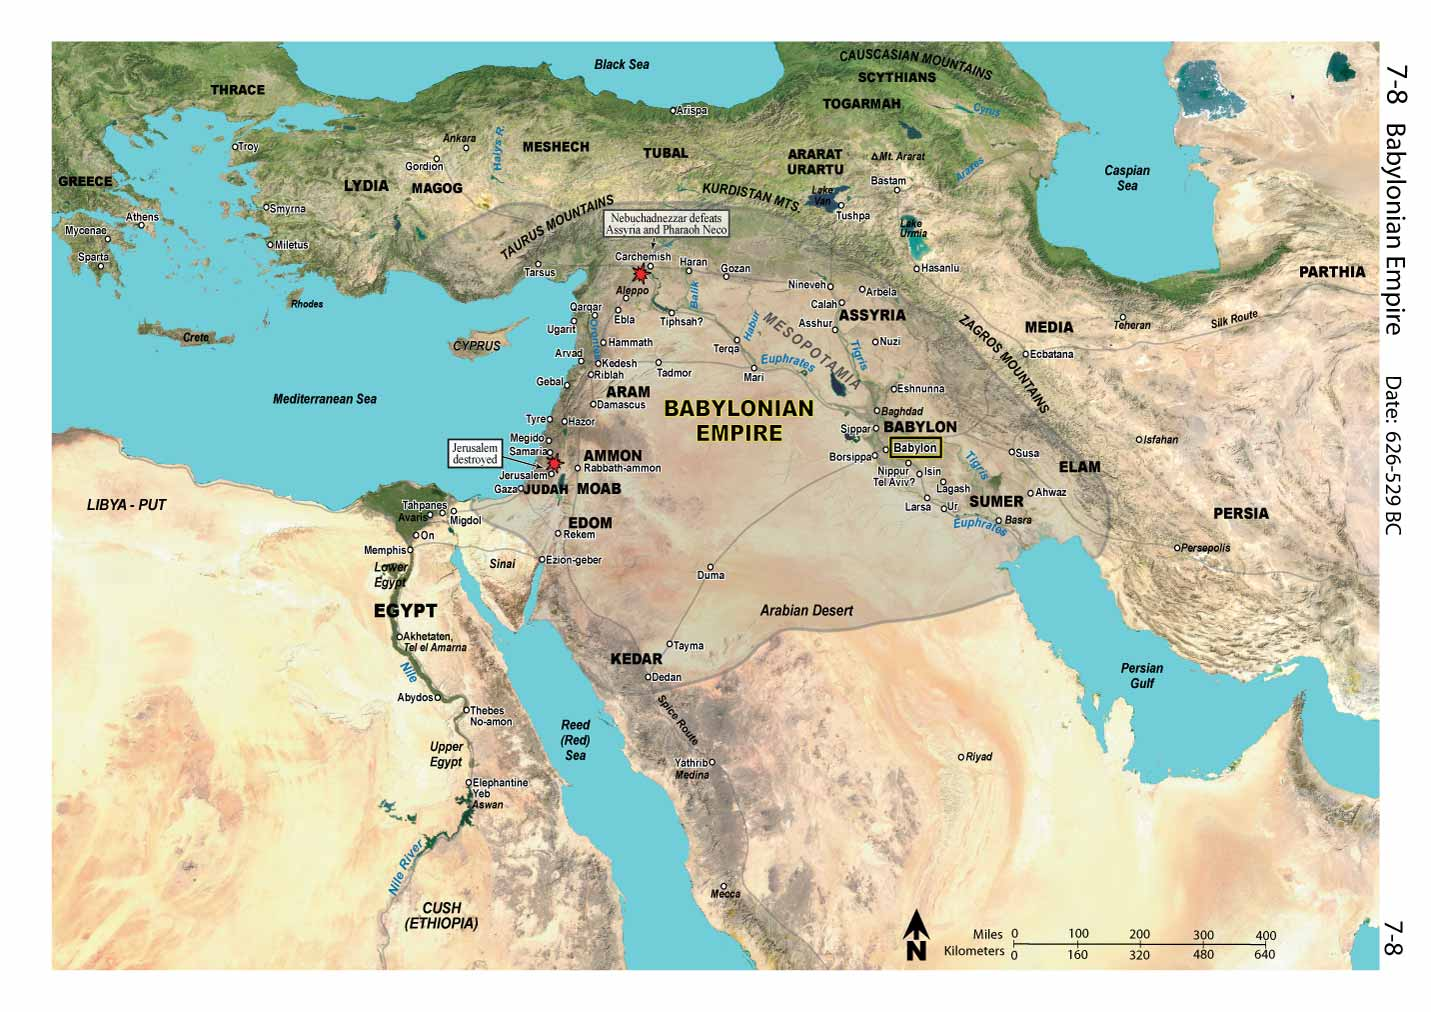 7-8 Babylonian Empire Date: 626-529 BC
7-8
Black Sea
CAUSCASIAN MOUNTAINS
SCYTHIANS
TOGARMAH
THRACE
Arispa
Cyrus
Troy
Ankara
Halys R.
MESHECH
TUBAL
ARARAT
URARTU
Mt. Ararat
Araxes
Gordion
GREECE
LYDIA
MAGOG
KURDISTAN MTS.
Lake
Van
Bastam
Caspian
Sea
Smyrna
Athens
TAURUS MOUNTAINS
Nebuchadnezzar defeats
Assyria and Pharaoh Neco
Tushpa
Mycenae
Lake
Urmia
Miletus
Sparta
Tarsus
Carchemish
Haran
Gozan
Hasanlu
PARTHIA
Nineveh
Arbela
Aleppo
Balik
Rhodes
Qarqar
Calah
ASSYRIA
Ebla
Tiphsah?
Habur
MESOPOTAMIA
Asshur
ZAGROS MOUNTAINS
MEDIA
Teheran
Silk Route
Ugarit
Orontes
Crete
CYPRUS
Hammath
Terqa
Tigris
Nuzi
Arvad
Kedesh
Euphrates
Ecbatana
Riblah
Tadmor
Mari
Gebal
ARAM
Eshnunna
Mediterranean Sea
Damascus
BABYLONIAN
EMPIRE
Baghdad
Tyre
Hazor
Sippar
BABYLON
Megido
Isfahan
Jerusalem
destroyed
Samaria
AMMON
Babylon
Borsippa
Susa
Rabbath-ammon
Tigris
ELAM
Jerusalem
Nippur
Isin
Tel Aviv?
Gaza
JUDAH
MOAB
Lagash
Ahwaz
LIBYA - PUT
Tahpanes
Larsa
Ur
SUMER
PERSIA
Avaris
Migdol
EDOM
Euphrates
Basra
On
Rekem
Memphis
Persepolis
Lower
Egypt
Sinai
Ezion-geber
Duma
EGYPT
Arabian Desert
Akhetaten,
Tel el Amarna
Tayma
KEDAR
Nile
Dedan
Persian
Gulf
Abydos
Thebes
No-amon
Spice Route
Reed
(Red)
Sea
Upper
Egypt
Riyad
Yathrib
Medina
Elephantine
Yeb
Aswan
Nile River
Mecca
CUSH
(ETHIOPIA)
N
Miles 0 100 200 300 400
Kilometers 0 160 320 480 640